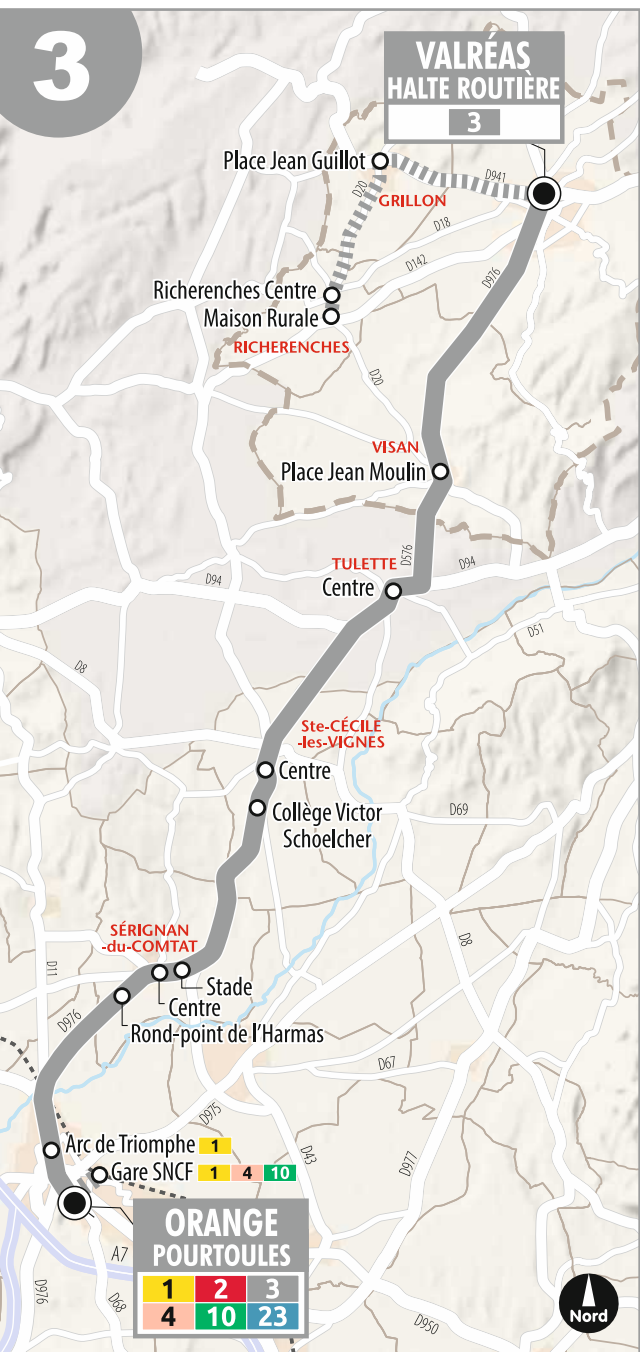 3
VALRÉAS
HALTE ROUTIÈRE
3
Place Jean Guillot
D20
D941
GRILLON
D18
D142
D976
Richerenches Centre
Maison Rurale
RICHERENCHES
D20
VISAN
Place Jean Moulin
D576
TULETTE
Centre
D94
D94
D51
D8
Ste-CÉCILE
-les-VIGNES
Centre
Collège Victor
Schoelcher
D69
D8
SÉRIGNAN
-du-COMTAT
Stade
Centre
Rond-point de l'Harmas
D11
D976
D67
D975
D43
D977
Arc de Triomphe 1
Gare SNCF 1 4 10
ORANGE
POURTOULES
1 2 3
4 10 23
A7
D976
D68
D950
Nord